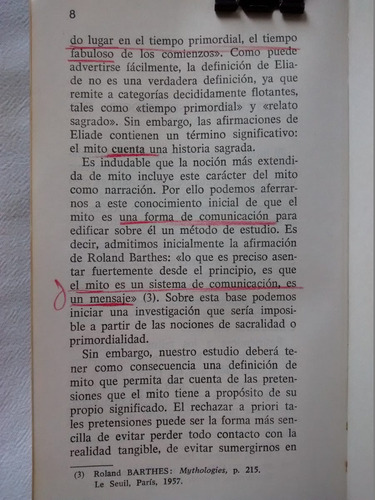 8
do lugar en el tiempo primordial, el tiempo
fabuloso de los comienzos». Como puede
advertirse fácilmente, la definición de Elia-
de no es una verdadera definición, ya que
remite a categorías decididamente flotantes,
tales como «tiempo primordial» y «relato
sagrado». Sin embargo, las afirmaciones de
Eliade contienen un término significativo:
el mito cuenta una historia sagrada.
Es indudable que la noción más extendi-
da de mito incluye este carácter del mito
como narración. Por ello podemos aferrar-
nos a este conocimiento inicial de que el
mito es una forma de comunicación para
edificar sobre él un método de estudio. Es
decir, admitimos inicialmente la afirmación
de Roland Barthes: «lo que es preciso asen-
tar fuertemente desde el principio, es que
el mito es un sistema de comunicación, es
un mensaje» (3). Sobre esta base podemos
iniciar una investigación que sería imposi-
ble a partir de las nociones de sacralidad o
primordialidad.
Sin embargo, nuestro estudio deberá te-
ner como consecuencia una definición de
mito que permita dar cuenta de las preten-
siones que el mito tiene a propósito de su
propio significado. El rechazar a priori ta-
les pretensiones puede ser la forma más sen-
cilla de evitar perder todo contacto con la
realidad tangible, de evitar sumergirnos en
(3) Roland BARTHES: Mythologies, p. 215,
Le Seuil, París, 1957.